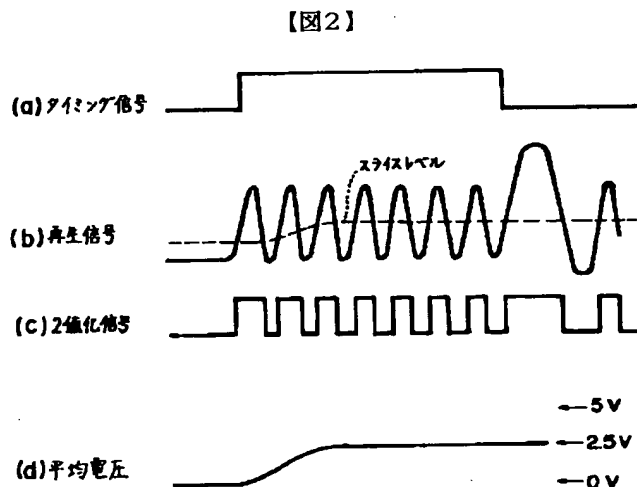 【図2】
(a)タイミング信号
スライスレベル
(b)再生信号
(c)2値化信号
←5V
←2.5V
(d)平均電圧
←0V